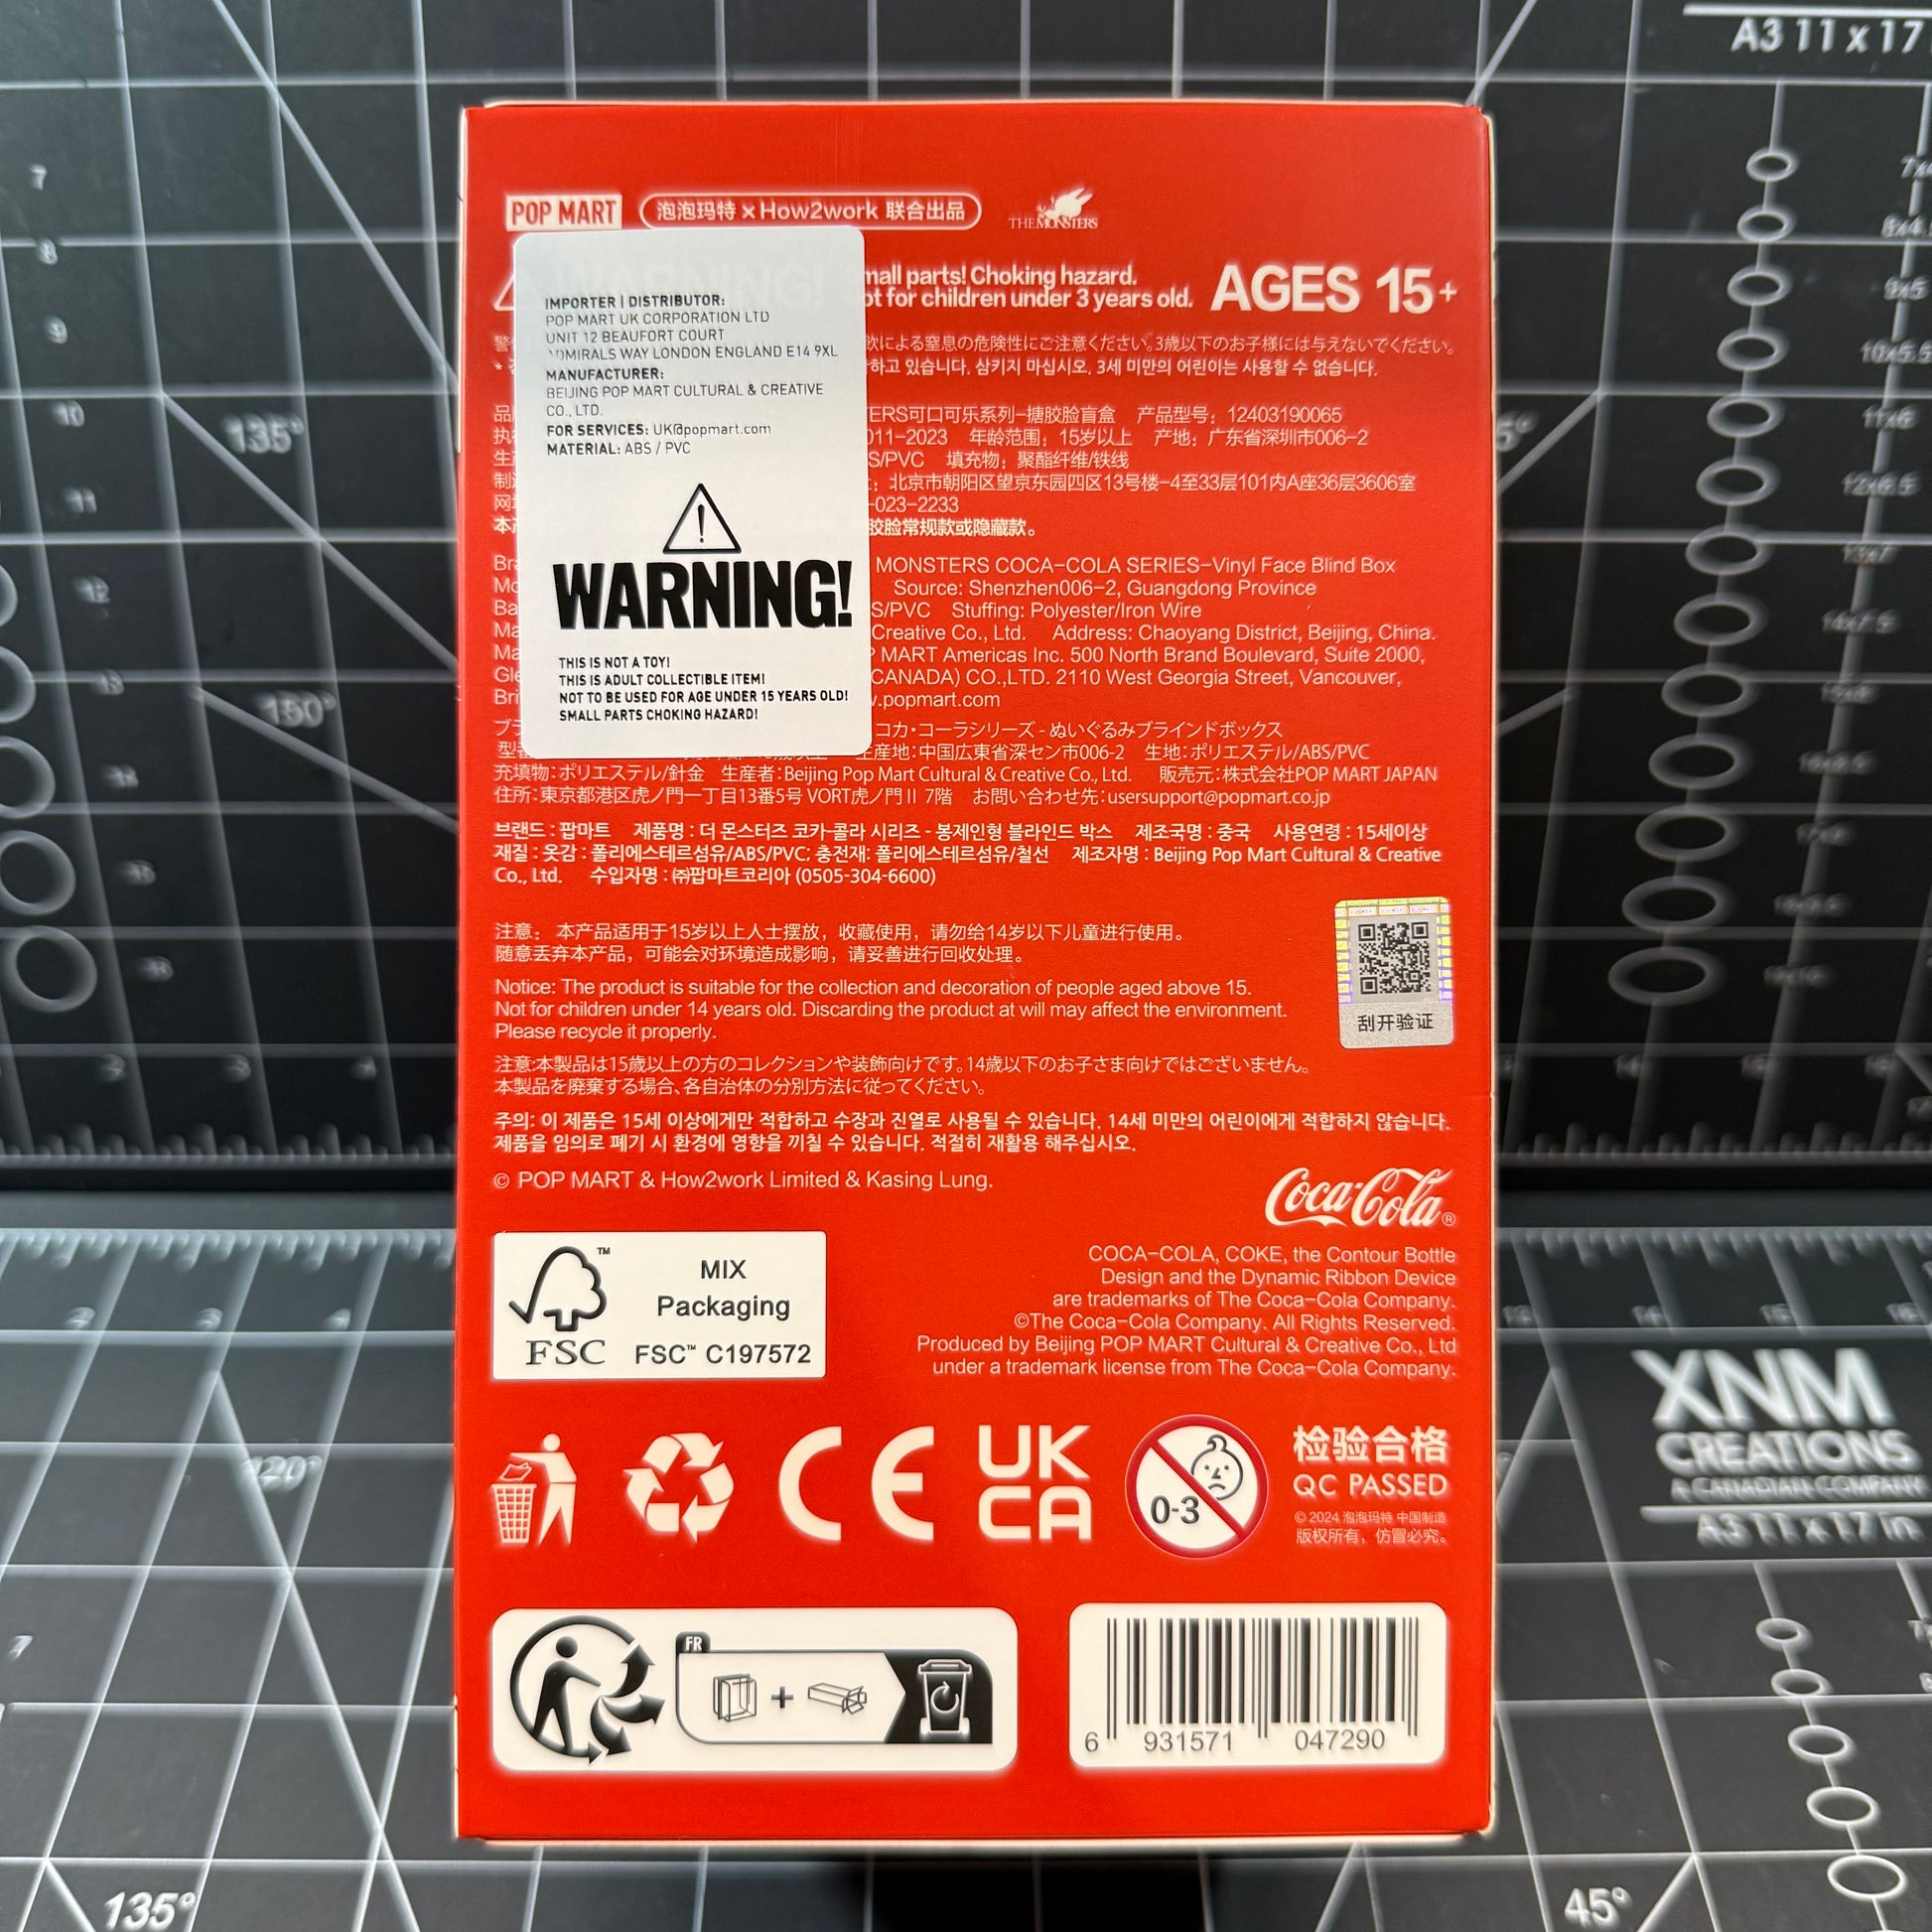 A3 11 x 17
POP MART
泡泡玛特 × How2work 联合出品
THE MONSTERS
mall parts! Choking hazard.
ot for children under 3 years old.
AGES 15+
IMPORTER | DISTRIBUTOR:
POP MART UK CORPORATION LTD
UNIT 12 BEAUFORT COURT
ADMIRALS WAY LONDON ENGLAND E14 9XL
MANUFACTURER:
BEIJING POP MART CULTURAL & CREATIVE
CO., LTD.
FOR SERVICES: UK@popmart.com
MATERIAL: ABS / PVC
WARNING!
THIS IS NOT A TOY!
THIS IS ADULT COLLECTIBLE ITEM!
NOT TO BE USED FOR AGE UNDER 15 YEARS OLD!
SMALL PARTS CHOKING HAZARD!
による窒息の危険性にご注意ください。3歳以下のお子様には与えないでください。
하고 있습니다. 삼키지 마십시오. 3세 미만의 어린이는 사용할 수 없습니다.
TERS可口可乐系列-搪胶脸盲盒 产品型号: 12403190065
011-2023 年龄范围: 15岁以上 产地: 广东省深圳市006-2
S/PVC 填充物: 聚酯纤维/铁线
: 北京市朝阳区望京东园四区13号楼-4至33层101内A座36层3606室
-023-2233
胶脸常规款或隐藏款。
MONSTERS COCA-COLA SERIES-Vinyl Face Blind Box
Source: Shenzhen006-2, Guangdong Province
S/PVC Stuffing: Polyester/Iron Wire
Creative Co., Ltd. Address: Chaoyang District, Beijing, China.
P MART Americas Inc. 500 North Brand Boulevard, Suite 2000,
CANADA) CO.,LTD. 2110 West Georgia Street, Vancouver,
.popmart.com
コカ・コーラシリーズ - ぬいぐるみブラインドボックス
生産地:中国広東省深セン市006-2 生地:ポリエステル/ABS/PVC
充填物:ポリエステル/針金 生産者:Beijing Pop Mart Cultural & Creative Co., Ltd. 販売元:株式会社POP MART JAPAN
住所:東京都港区虎ノ門一丁目13番5号 VORT虎ノ門Ⅱ 7階 お問い合わせ先:usersupport@popmart.co.jp
브랜드 : 팝마트 제품명 : 더 몬스터즈 코카-콜라 시리즈 - 봉제인형 블라인드 박스 제조국명 : 중국 사용연령 : 15세이상
재질 : 옷감 : 폴리에스테르섬유/ABS/PVC; 충전재: 폴리에스테르섬유/철선 제조자명 : Beijing Pop Mart Cultural & Creative
Co., Ltd. 수입자명 : ㈜팝마트코리아 (0505-304-6600)
注意: 本产品适用于15岁以上人士摆放，收藏使用，请勿给14岁以下儿童进行使用。
随意丢弃本产品，可能会对环境造成影响，请妥善进行回收处理。
Notice: The product is suitable for the collection and decoration of people aged above 15.
Not for children under 14 years old. Discarding the product at will may affect the environment.
Please recycle it properly.
刮开验证
注意:本製品は15歳以上の方のコレクションや装飾向けです。14歳以下のお子さま向けではございません。
本製品を廃棄する場合、各自治体の分別方法に従ってください。
주의: 이 제품은 15세 이상에게만 적합하고 수장과 진열로 사용될 수 있습니다. 14세 미만의 어린이에게 적합하지 않습니다.
제품을 임의로 폐기 시 환경에 영향을 끼칠 수 있습니다. 적절히 재활용 해주십시오.
© POP MART & How2work Limited & Kasing Lung.
Coca-Cola®
COCA-COLA, COKE, the Contour Bottle
Design and the Dynamic Ribbon Device
are trademarks of The Coca-Cola Company.
©The Coca-Cola Company. All Rights Reserved.
Produced by Beijing POP MART Cultural & Creative Co., Ltd
under a trademark license from The Coca-Cola Company.
™
FSC
MIX
Packaging
FSC™ C197572
CE
UK
CA
0-3
检验合格
QC PASSED
© 2024 泡泡玛特 中国制造
版权所有，仿冒必究。
FR
6 931571 047290
XNM
CREATIONS
A CANADIAN COMPANY
A3 11 x 17 in
135°
150°
120°
135°
45°